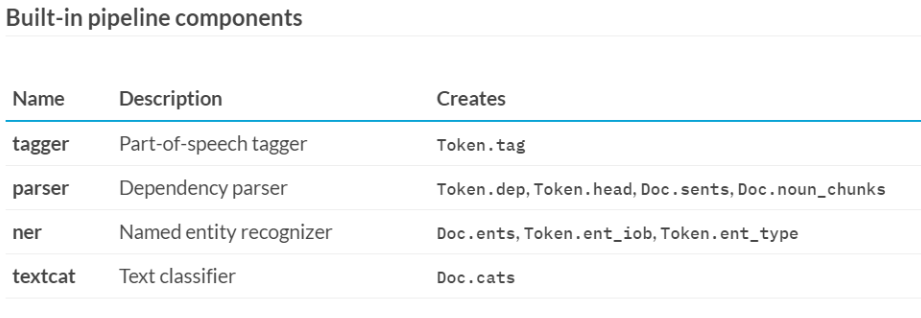 Built-in pipeline components
Name Description Creates
tagger Part-of-speech tagger Token.tag
parser Dependency parser Token.dep, Token.head, Doc.sents, Doc.noun_chunks
ner Named entity recognizer Doc.ents, Token.ent_iob, Token.ent_type
textcat Text classifier Doc.cats